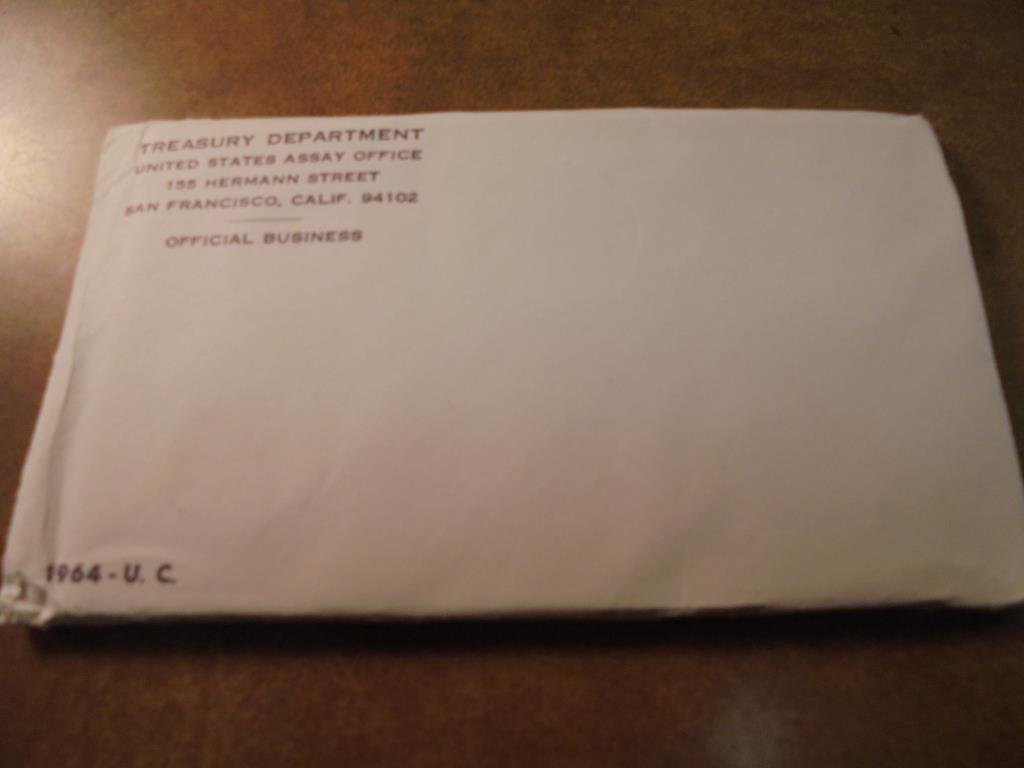 TREASURY DEPARTMENT
UNITED STATES ASSAY OFFICE
155 HERMANN STREET
SAN FRANCISCO, CALIF. 94102
OFFICIAL BUSINESS
1964 - U. C.